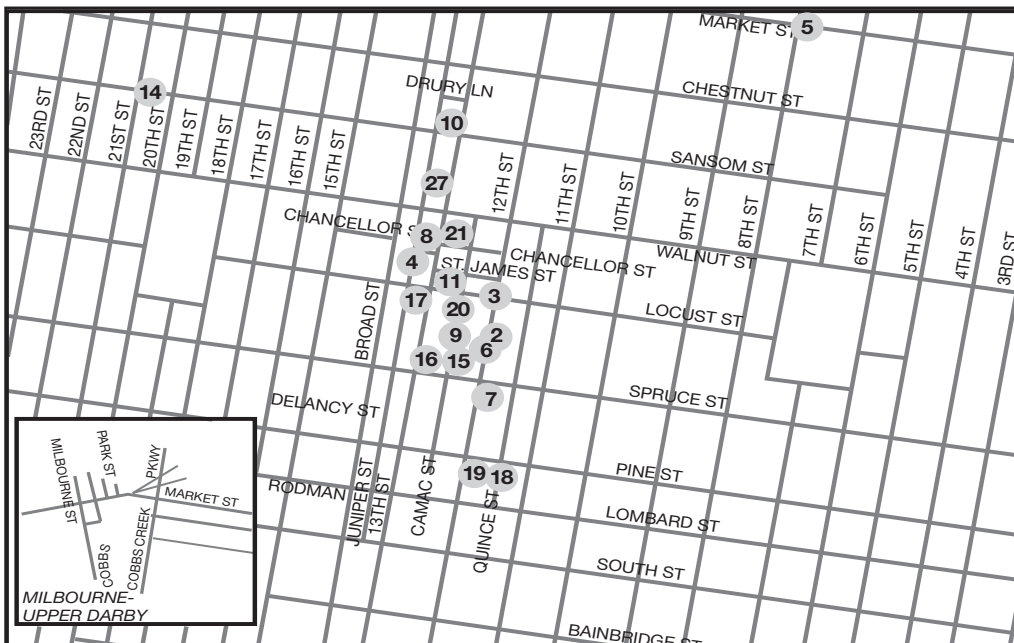 MARKET ST
5
DRURY LN
CHESTNUT ST
14
10
23RD ST
22ND ST
21ST ST
20TH ST
19TH ST
18TH ST
17TH ST
16TH ST
15TH ST
12TH ST
11TH ST
10TH ST
9TH ST
8TH ST
7TH ST
6TH ST
5TH ST
4TH ST
3RD ST
SANSOM ST
27
CHANCELLOR S
8
21
WALNUT ST
CHANCELLOR ST
4
ST. JAMES ST
11
3
17
20
LOCUST ST
BROAD ST
9
2
6
16
15
SPRUCE ST
7
DELANCY ST
19
18
PINE ST
RODMAN
LOMBARD ST
JUNIPER ST
13TH ST
CAMAC ST
QUINCE ST
SOUTH ST
BAINBRIDGE ST
MILBOURNE ST
PARK ST
PKWY
MARKET ST
COBBS
COBBS CREEK
MILBOURNE-
UPPER DARBY